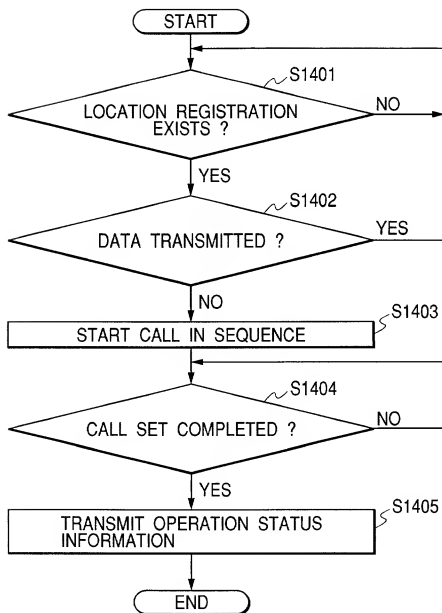 START
S1401
LOCATION REGISTRATION
EXISTS ?
NO
YES
S1402
DATA TRANSMITTED ?
YES
NO
S1403
START CALL IN SEQUENCE
S1404
CALL SET COMPLETED ?
NO
YES
S1405
TRANSMIT OPERATION STATUS
INFORMATION
END